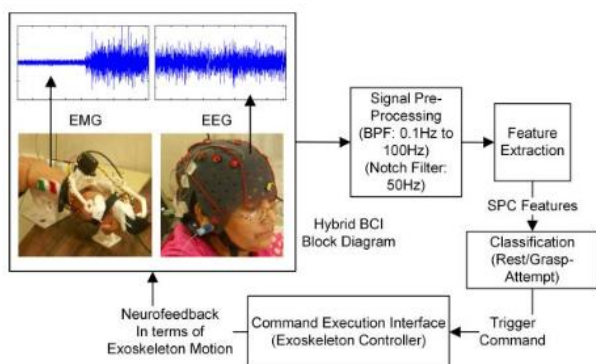 EMG
EEG
Hybrid BCI
Block Diagram
Signal Pre-
Processing
(BPF: 0.1Hz to
100Hz)
(Notch Filter:
50Hz)
Feature
Extraction
SPC Features
Classification
(Rest/Grasp-
Attempt)
Trigger
Command
Command Execution Interface
(Exoskeleton Controller)
Neurofeedback
In terms of
Exoskeleton Motion